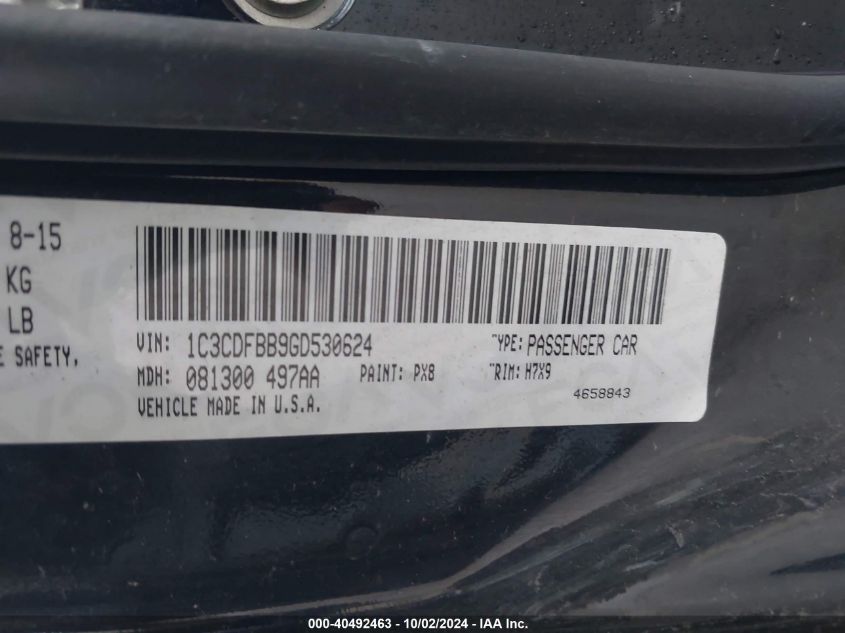 8-15
KG
LB
E SAFETY,
VIN: 1C3CDFBB9GD530624
TYPE: PASSENGER CAR
MDH: 081300 497AA
PAINT: PX8
TRIM: H7X9
VEHICLE MADE IN U.S.A.
4658843
000-40492463 - 10/02/2024 - IAA Inc.